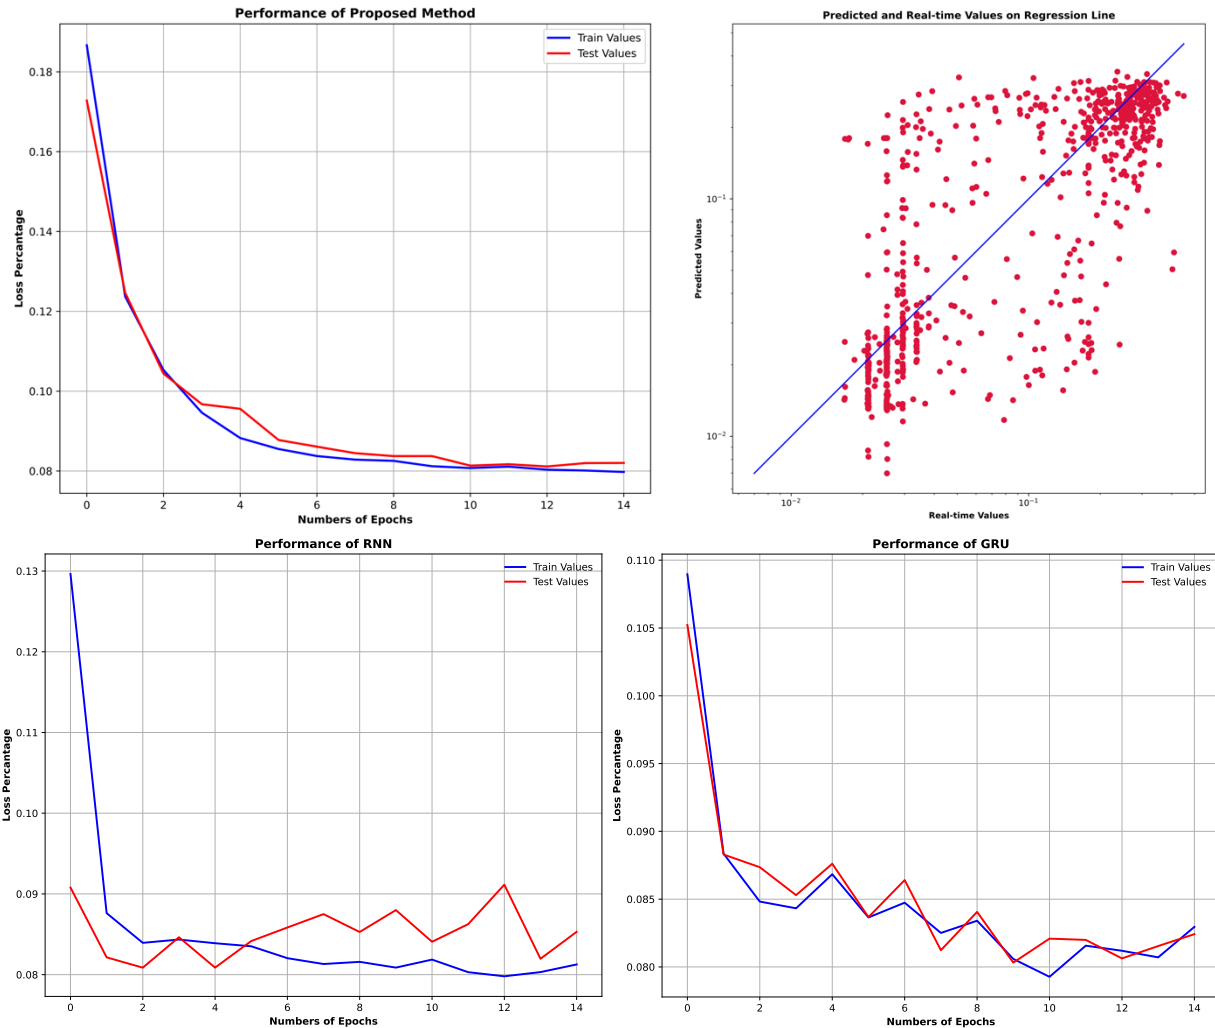 Performance of Proposed Method
Train Values
Test Values
0.18
0.16
0.14
0.12
0.10
0.08
Loss Percentage
0 2 4 6 8 10 12 14
Numbers of Epochs
Predicted and Real-time Values on Regression Line
10⁻¹
10⁻²
Predicted Values
10⁻² 10⁻¹
Real-time Values
Performance of RNN
Train Values
Test Values
0.13
0.12
0.11
0.10
0.09
0.08
Loss Percentage
0 2 4 6 8 10 12 14
Numbers of Epochs
Performance of GRU
Train Values
Test Values
0.110
0.105
0.100
0.095
0.090
0.085
0.080
Loss Percentage
0 2 4 6 8 10 12 14
Numbers of Epochs